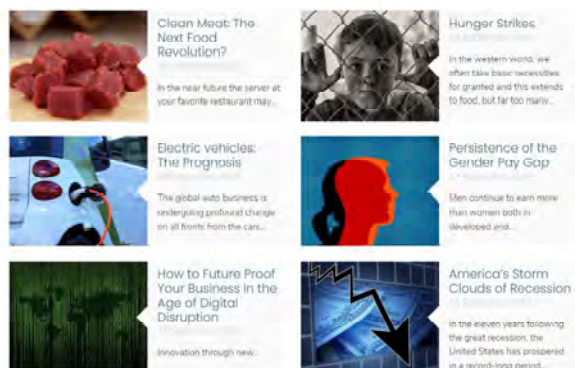 Clean Meat: The
Next Food
Revolution?
In the near future the server at
your favorite restaurant may...
Hunger Strikes
In the western world, we
often take basic necessities
for granted and this extends
to food, but far too many...
Electric vehicles:
The Prognosis
The global auto business is
undergoing profound change
on all fronts from the cars...
Persistence of the
Gender Pay Gap
Men continue to earn more
than women both in
developed and...
How to Future Proof
Your Business in the
Age of Digital
Disruption
Innovation through new...
America's Storm
Clouds of Recession
In the eleven years following
the great recession, the
United States has prospered
in a record-long period...